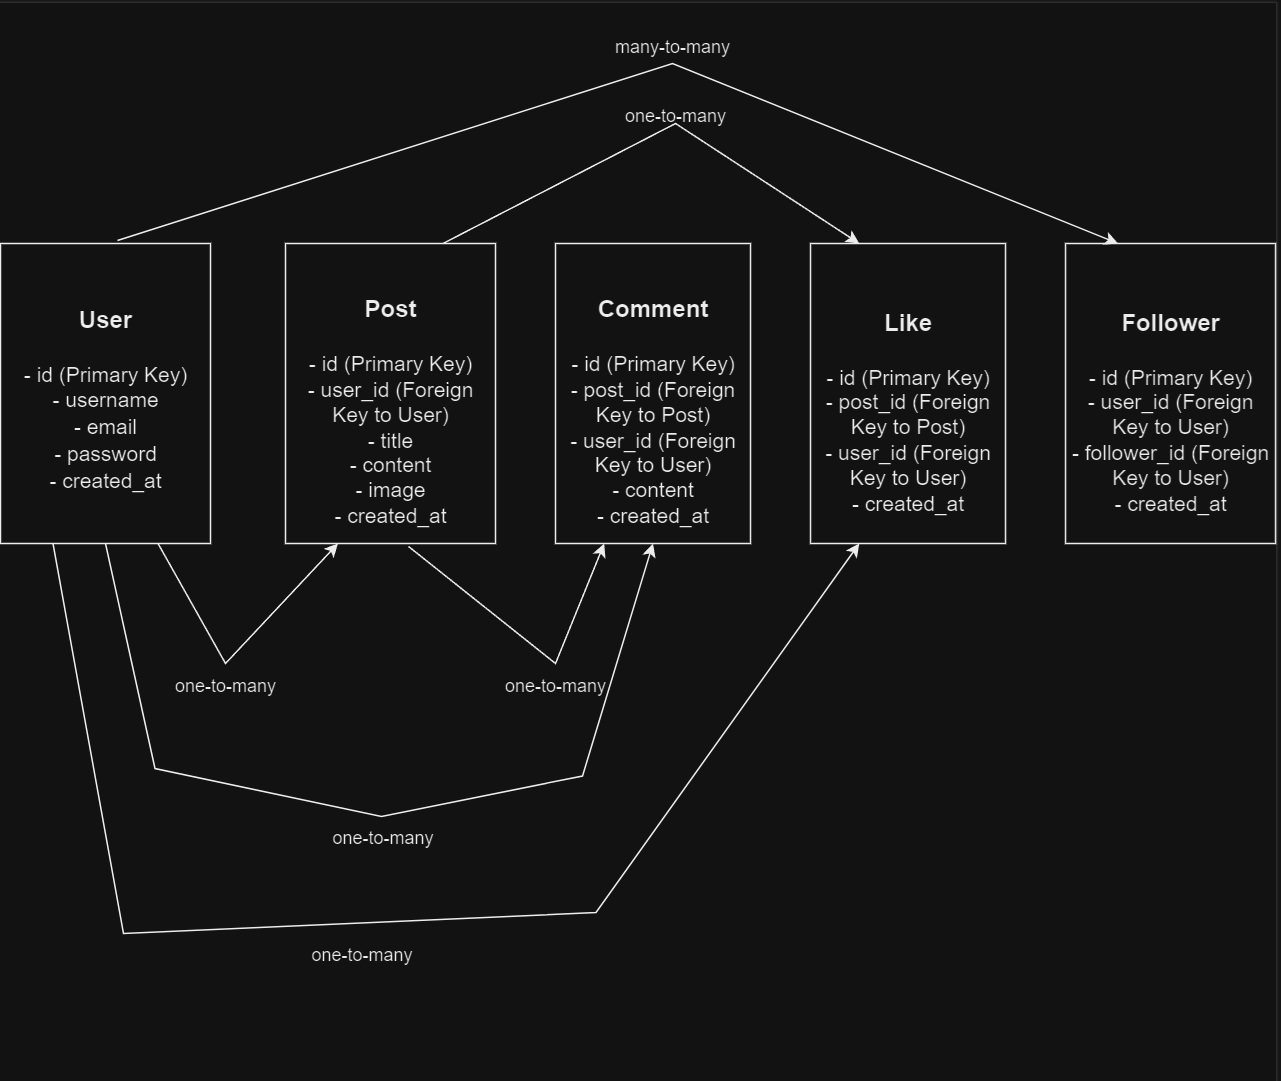 many-to-many
one-to-many
User
- id (Primary Key)
- username
- email
- password
- created_at
Post
- id (Primary Key)
- user_id (Foreign
Key to User)
- title
- content
- image
- created_at
Comment
- id (Primary Key)
- post_id (Foreign
Key to Post)
- user_id (Foreign
Key to User)
- content
- created_at
Like
- id (Primary Key)
- post_id (Foreign
Key to Post)
- user_id (Foreign
Key to User)
- created_at
Follower
- id (Primary Key)
- user_id (Foreign
Key to User)
- follower_id (Foreign
Key to User)
- created_at
one-to-many
one-to-many
one-to-many
one-to-many